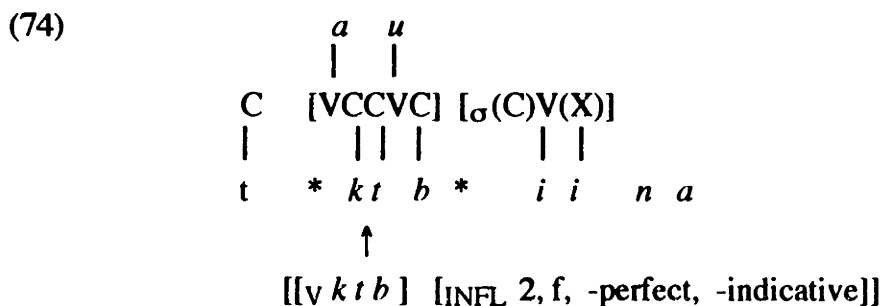 (74)
a u
C [VCCVC] [σ(C)V(X)]
t * k t b * i i n a
↑
[[V k t b ] [INFL 2, f, -perfect, -indicative]]